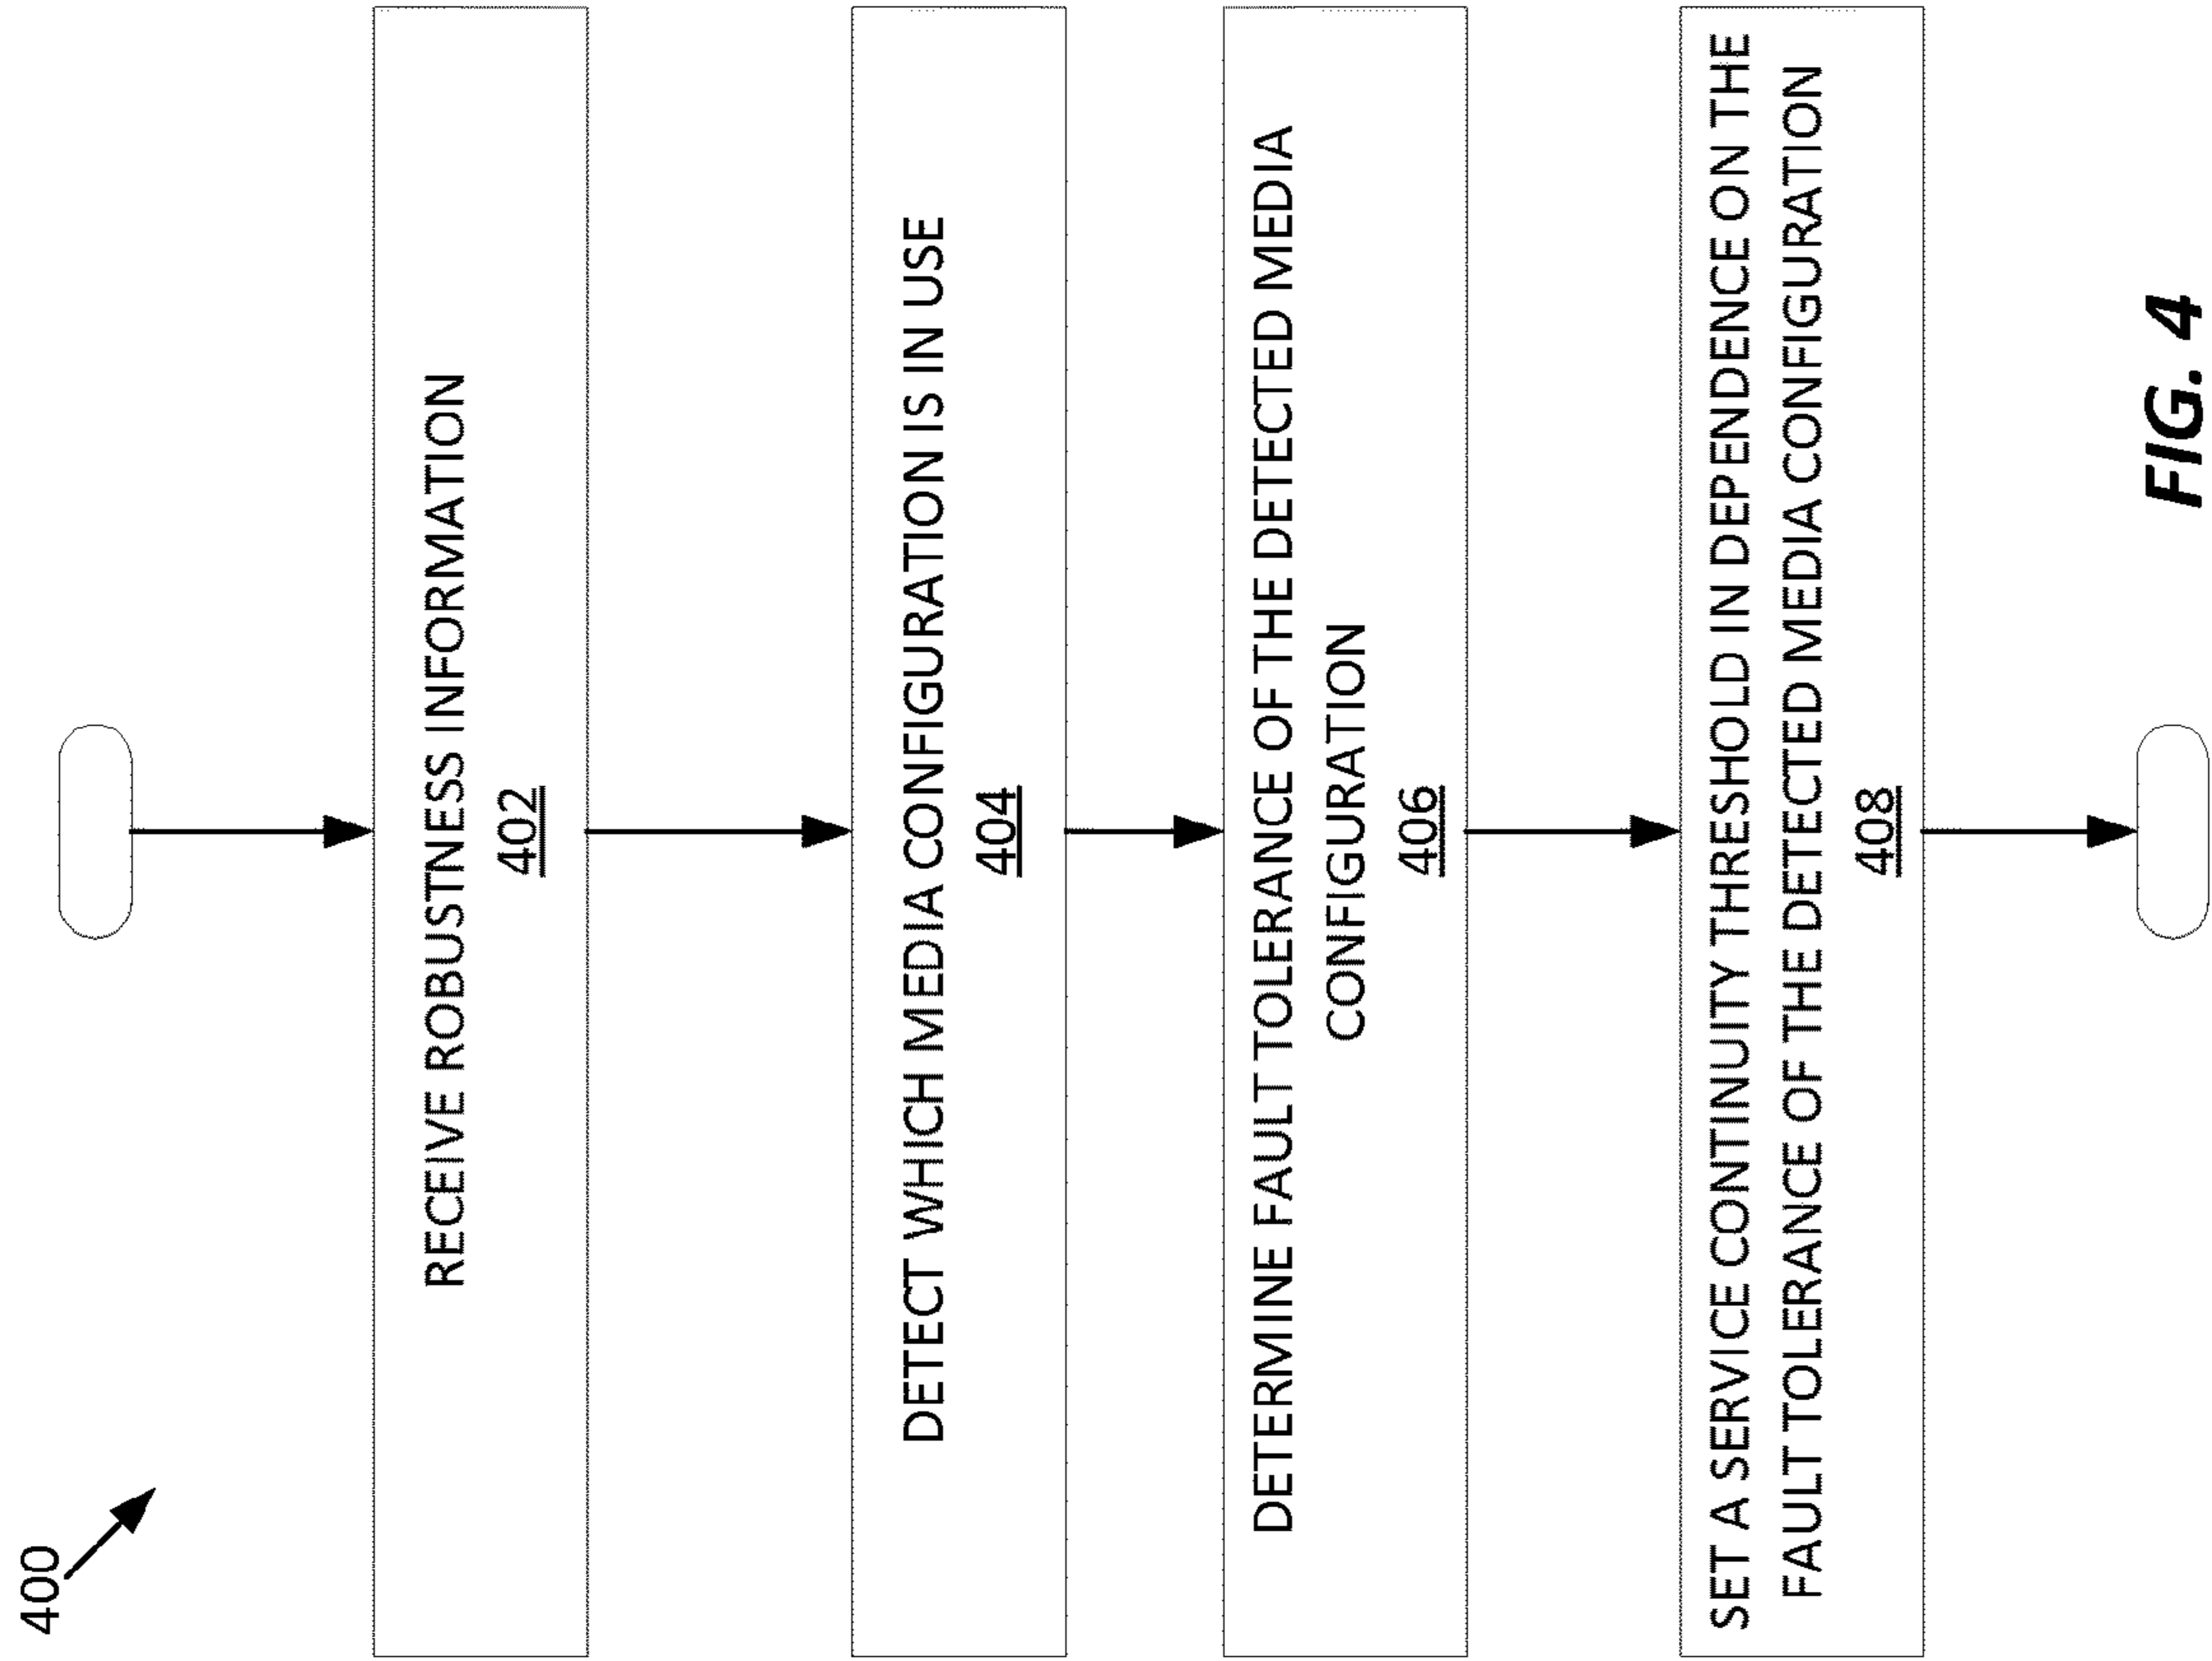 400
RECEIVE ROBUSTNESS INFORMATION
402
DETECT WHICH MEDIA CONFIGURATION IS IN USE
404
DETERMINE FAULT TOLERANCE OF THE DETECTED MEDIA
CONFIGURATION
406
SET A SERVICE CONTINUITY THRESHOLD IN DEPENDENCE ON THE
FAULT TOLERANCE OF THE DETECTED MEDIA CONFIGURATION
408
FIG. 4